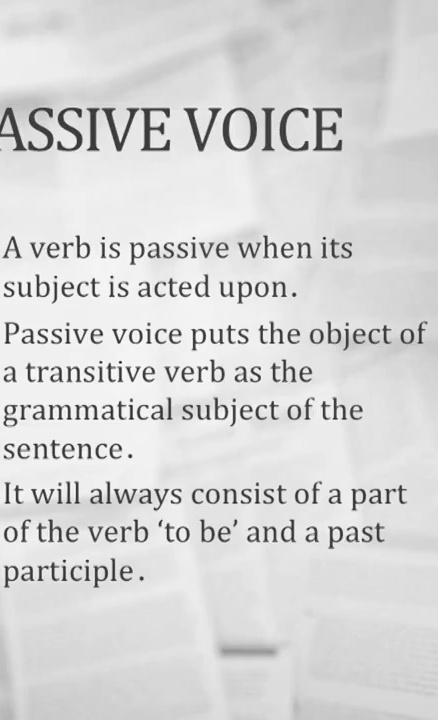 ASSIVE VOICE
A verb is passive when its
subject is acted upon.
Passive voice puts the object of
a transitive verb as the
grammatical subject of the
sentence.
It will always consist of a part
of the verb ‘to be’ and a past
participle.